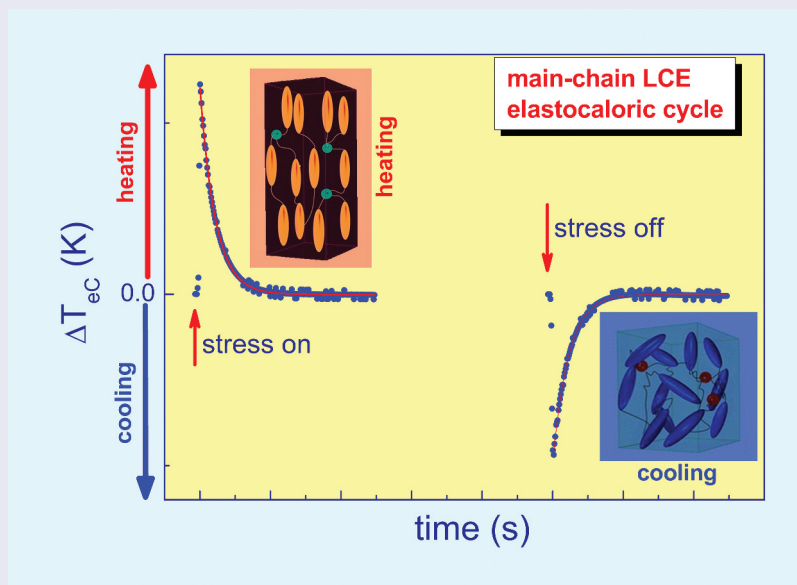 main-chain LCE
elastocaloric cycle
heating
heating
stress off
ΔT_eC (K)
0.0
stress on
cooling
cooling
time (s)